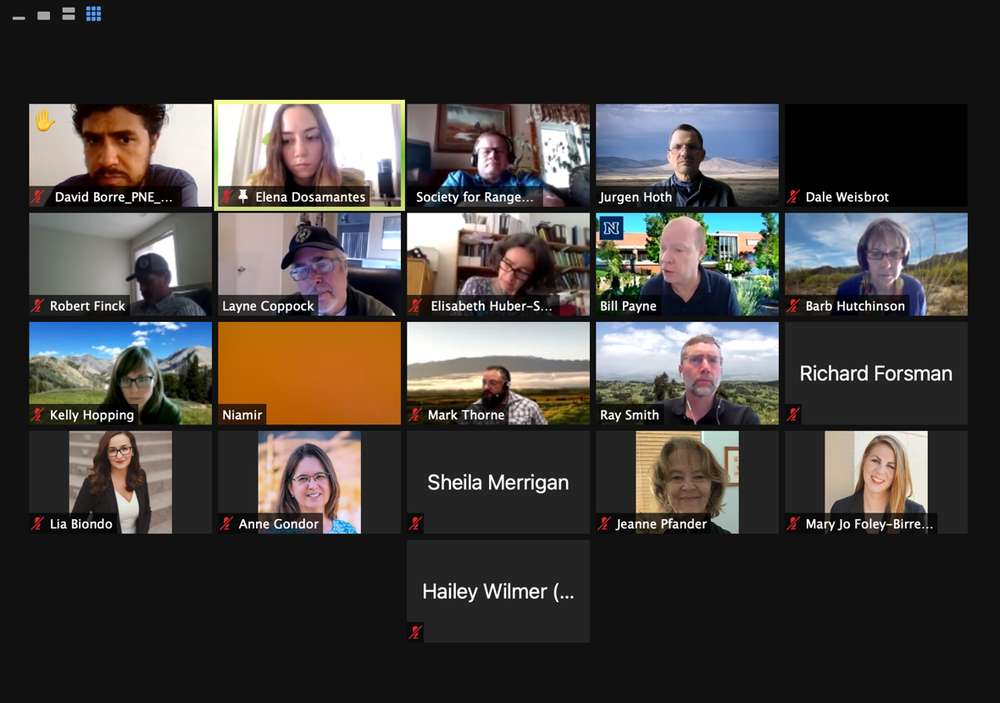 David Borre_PNE_...
Elena Dosamantes
Society for Range...
Jurgen Hoth
Dale Weisbrot
Robert Finck
Layne Coppock
Elisabeth Huber-S...
N
Bill Payne
Barb Hutchinson
Kelly Hopping
Niamir
Mark Thorne
Ray Smith
Richard Forsman
Lia Biondo
Anne Gondor
Sheila Merrigan
Jeanne Pfander
Mary Jo Foley-Birre...
Hailey Wilmer (...